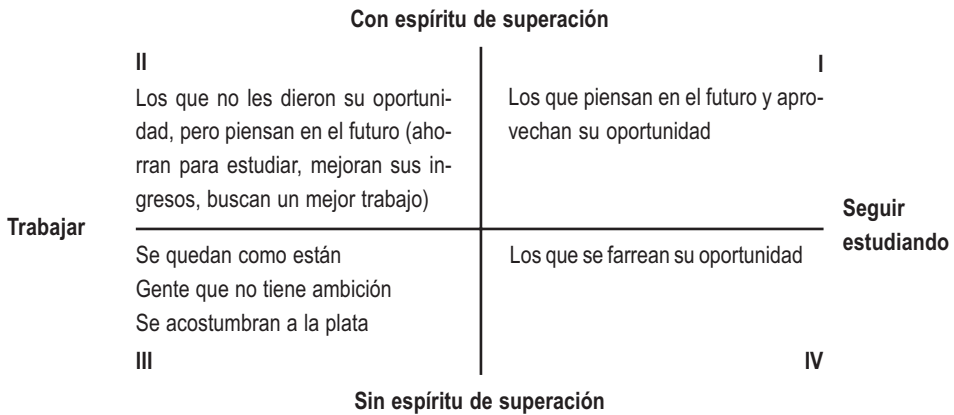 Con espíritu de superación
II
Los que no les dieron su oportuni-
dad, pero piensan en el futuro (aho-
rran para estudiar, mejoran sus in-
gresos, buscan un mejor trabajo)
I
Los que piensan en el futuro y apro-
vechan su oportunidad
Trabajar
Seguir
estudiando
Se quedan como están
Gente que no tiene ambición
Se acostumbran a la plata
III
Los que se farrean su oportunidad
IV
Sin espíritu de superación